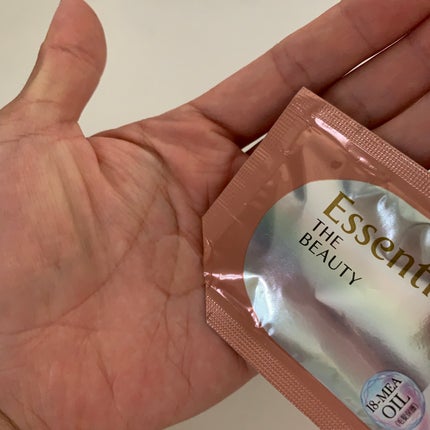 Essenti
THE
BEAUTY
18-MEA
OIL